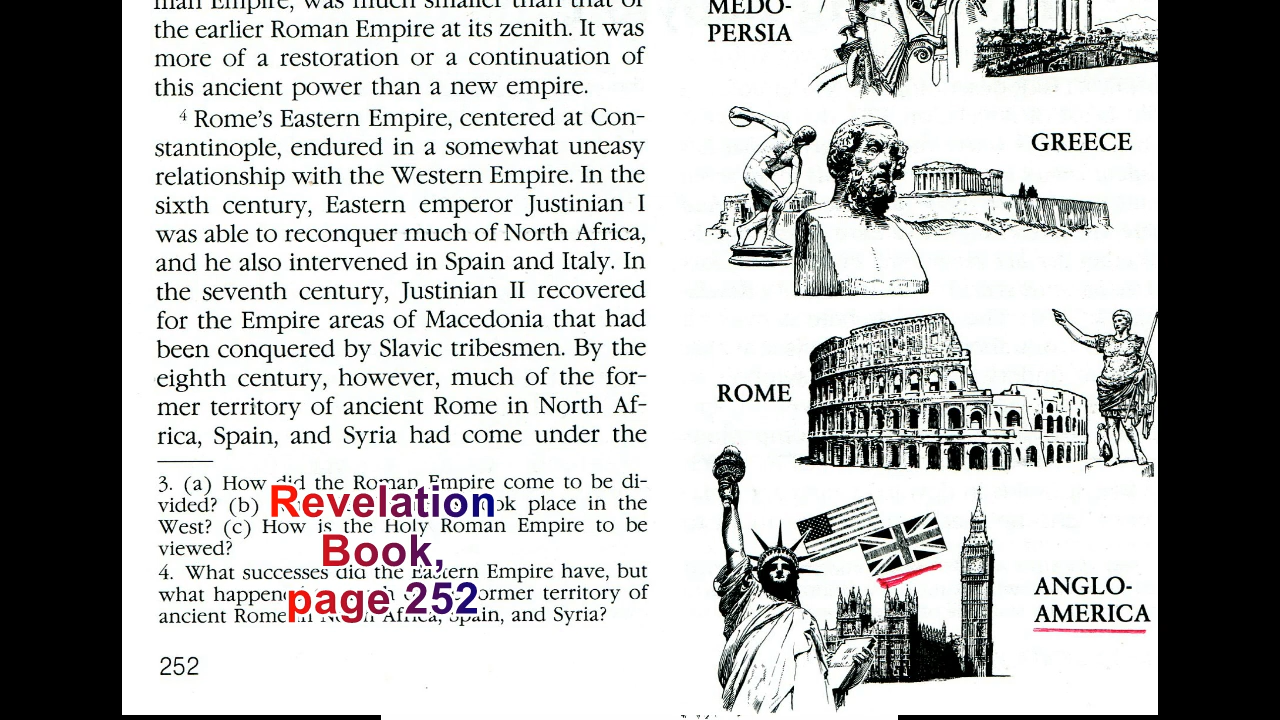 man Empire, was much smaller than that of
the earlier Roman Empire at its zenith. It was
more of a restoration or a continuation of
this ancient power than a new empire.
4 Rome's Eastern Empire, centered at Con-
stantinople, endured in a somewhat uneasy
relationship with the Western Empire. In the
sixth century, Eastern emperor Justinian I
was able to reconquer much of North Africa,
and he also intervened in Spain and Italy. In
the seventh century, Justinian II recovered
for the Empire areas of Macedonia that had
been conquered by Slavic tribesmen. By the
eighth century, however, much of the for-
mer territory of ancient Rome in North Af-
rica, Spain, and Syria had come under the
3. (a) How did the Roman Empire come to be di-
vided? (b) place in the
West? (c) How is the Holy Roman Empire to be
viewed?
4. What successes did the Eastern Empire have, but
what former territory of
ancient Rome in North Africa, Spain, and Syria?
252
Revelation
Book,
page 252
MEDO-
PERSIA
GREECE
ROME
ANGLO-
AMERICA